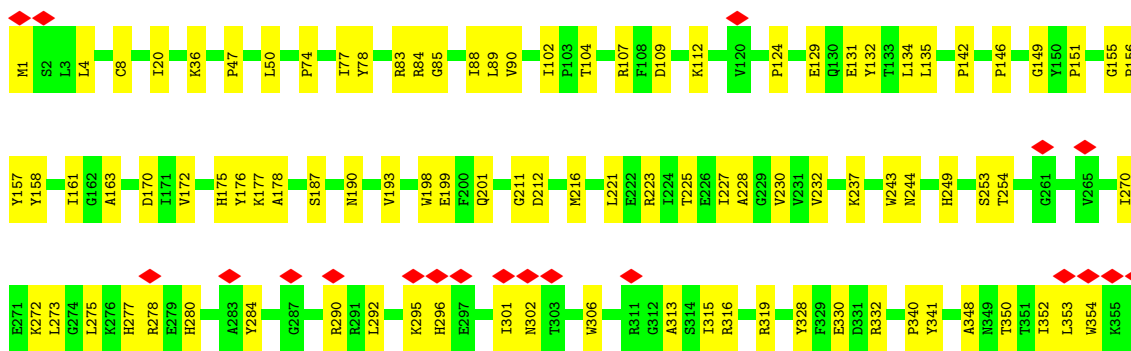 M1 S2 L3 L4 C8 I20 K36 P47 L50 P74 I77 Y78 R83 R84 G85 I88 L89 V90 I102 P103 T104 R107 F108 D109 K112 V120 P124 E129 Q130 E131 Y132 T133 L134 L135 P142 P146 G149 Y150 P151 G155 R156
Y157 Y158 I161 G162 A163 D170 I171 V172 H175 Y176 K177 A178 S187 N190 V193 W198 E199 F200 Q201 G211 D212 M216 L221 E222 R223 I224 T225 E226 I227 A228 G229 V230 V231 V232 K237 W243 N244 H249 S253 T254 G261 V265 I270
E271 K272 L273 G274 L275 K276 H277 R278 E279 H280 A283 Y284 G287 R290 R291 L292 K295 H296 E297 I301 N302 T303 W306 R311 G312 A313 S314 I315 R316 R319 Y328 F329 E330 D331 R332 P340 Y341 A348 N349 T350 D351 I352 L353 W354 K355